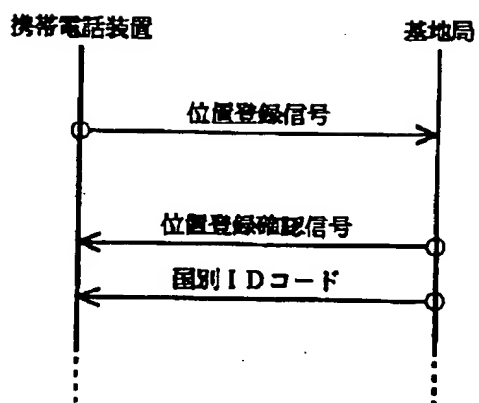 携帯電話装置
基地局
位置登録信号
位置登録確認信号
国別IDコード